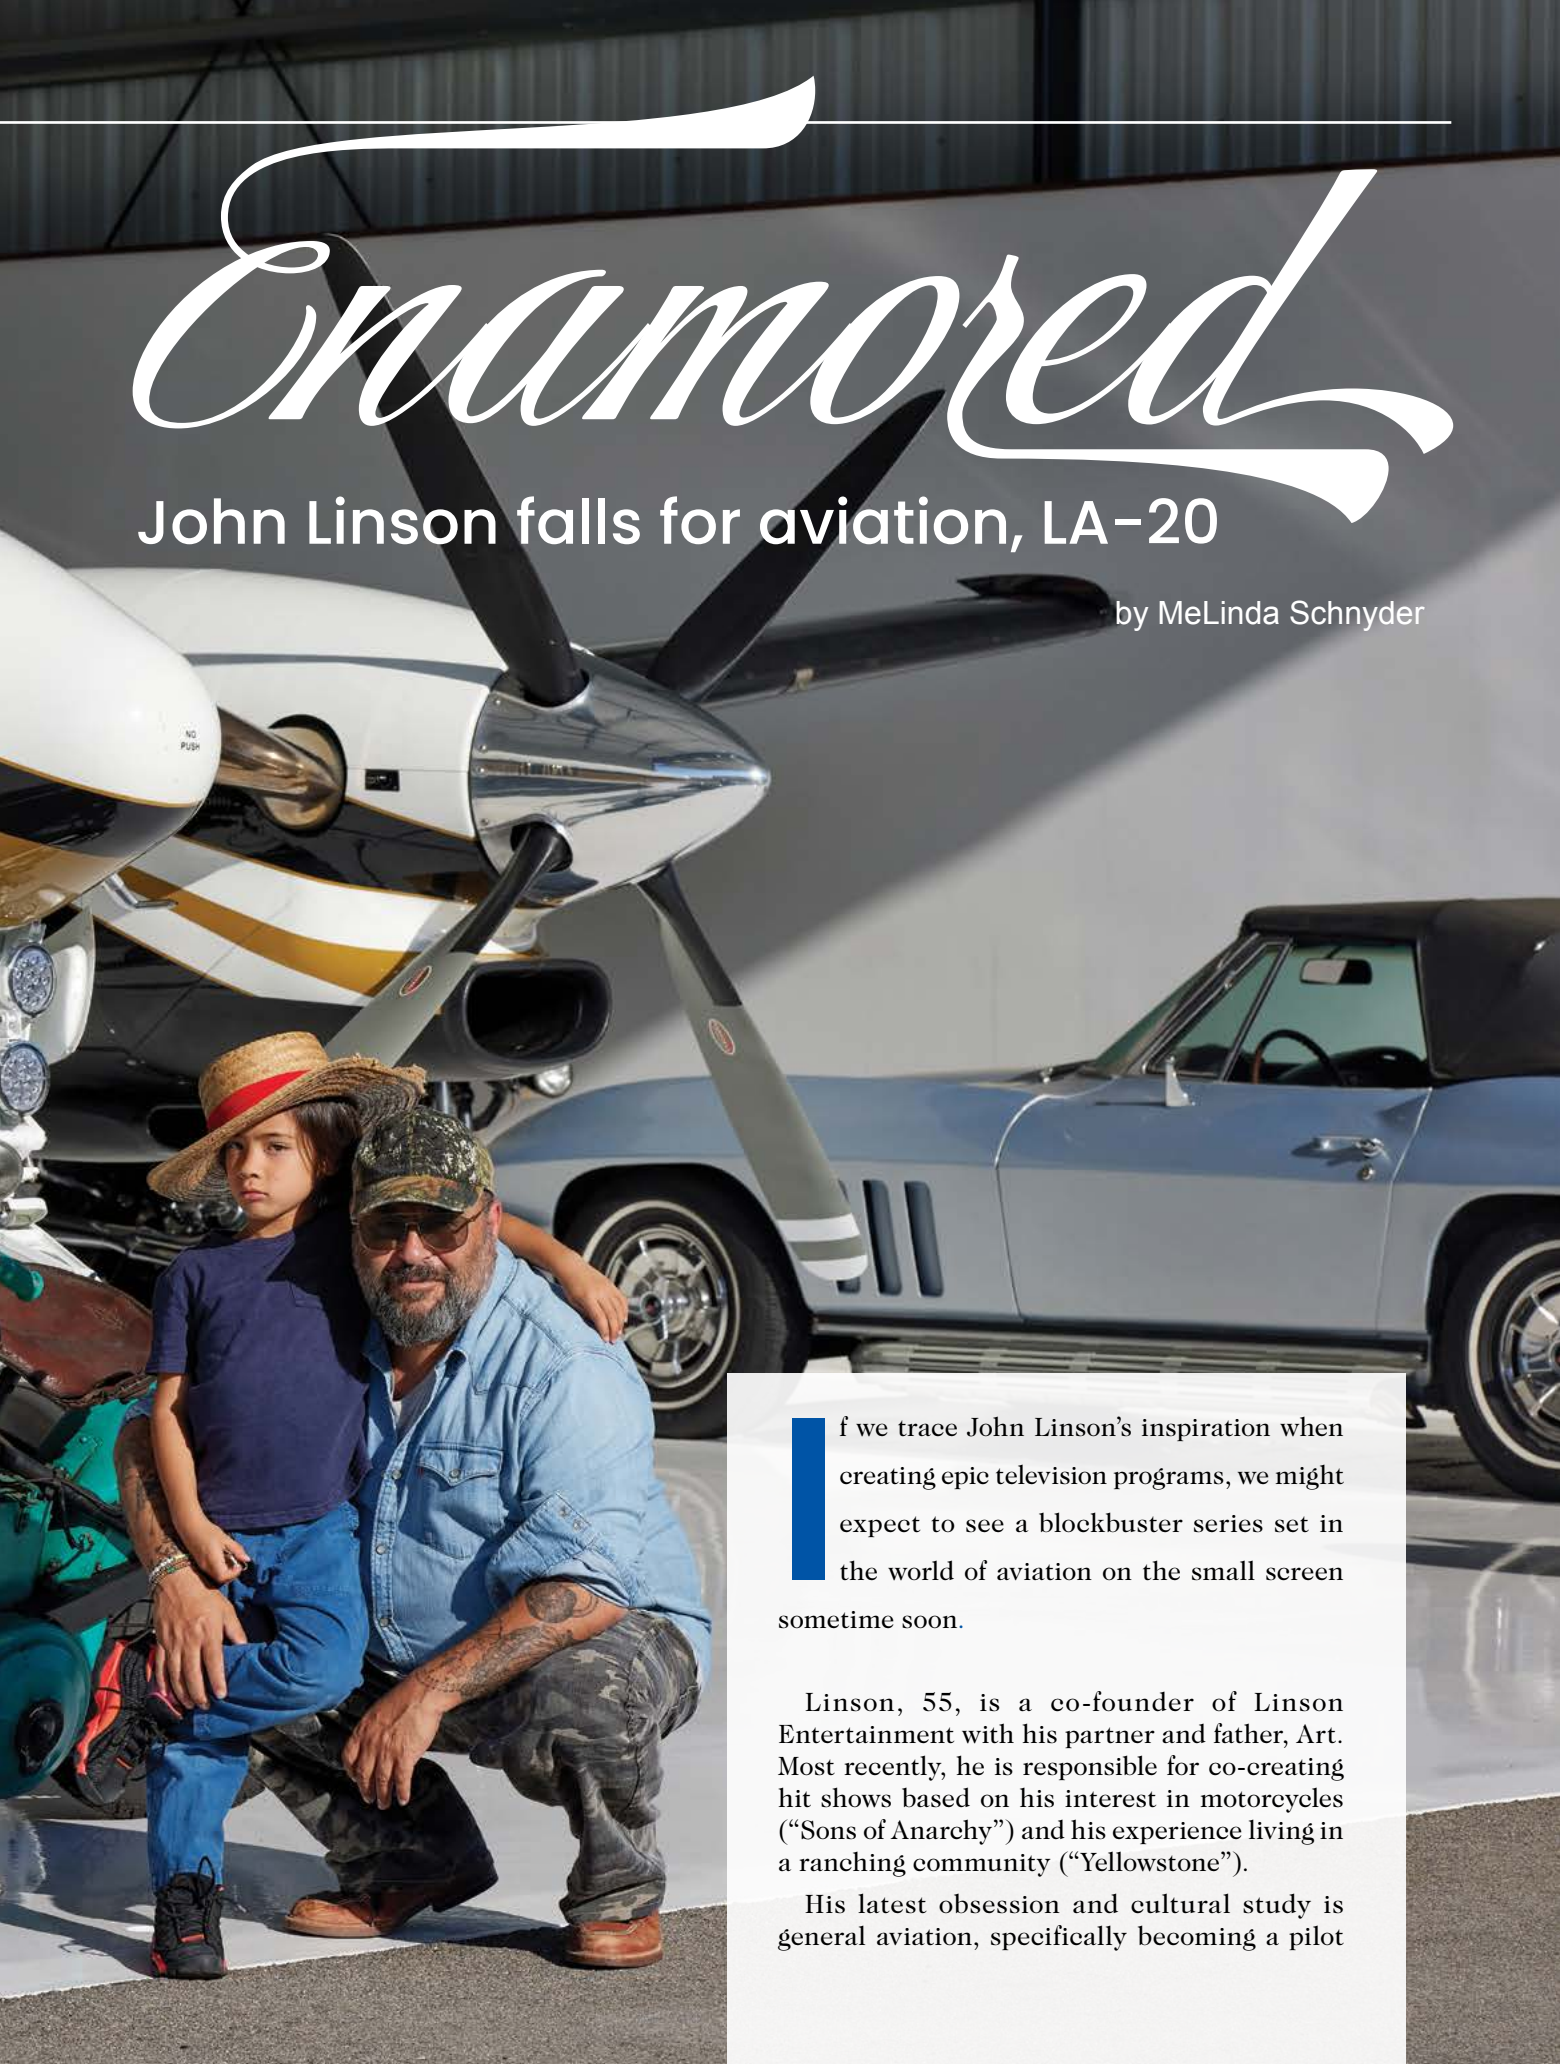 Enamored
John Linson falls for aviation, LA-20
by MeLinda Schnyder
NO
PUSH
If we trace John Linson’s inspiration when
creating epic television programs, we might
expect to see a blockbuster series set in
the world of aviation on the small screen
sometime soon.
Linson, 55, is a co-founder of Linson
Entertainment with his partner and father, Art.
Most recently, he is responsible for co-creating
hit shows based on his interest in motorcycles
(“Sons of Anarchy”) and his experience living in
a ranching community (“Yellowstone”).
His latest obsession and cultural study is
general aviation, specifically becoming a pilot